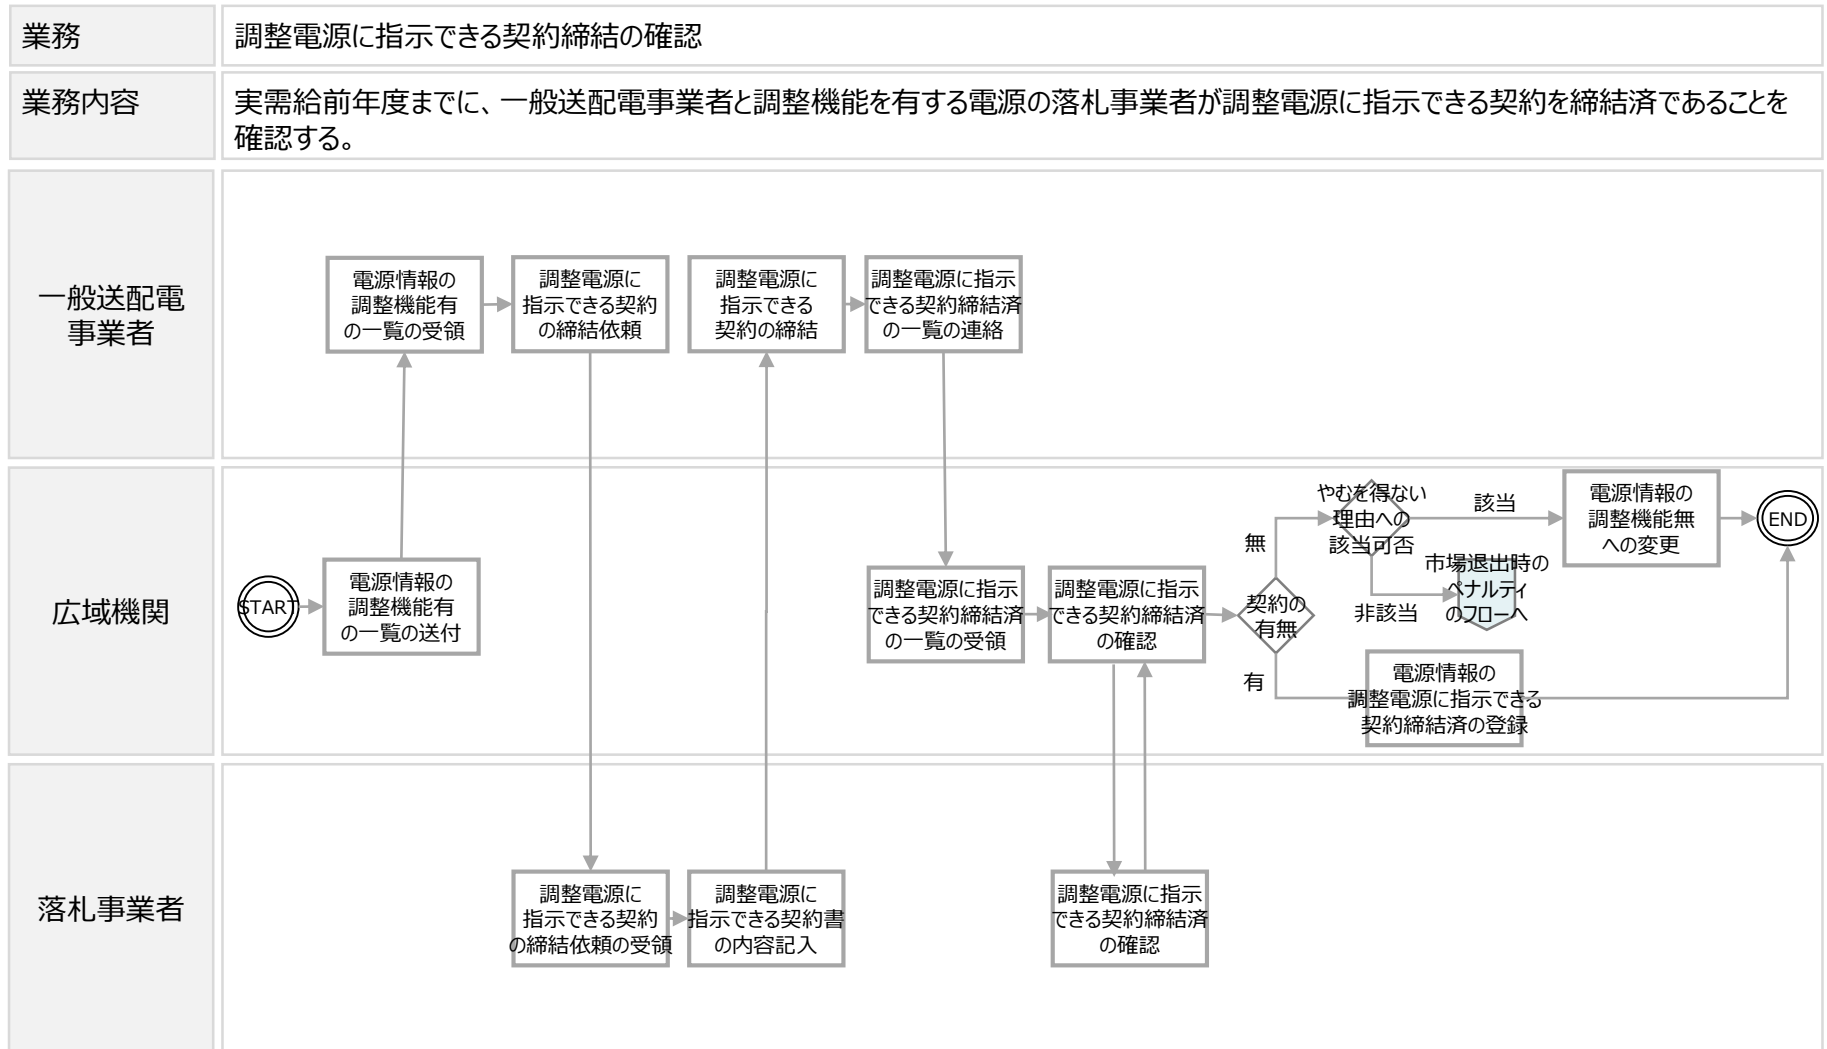 業務
調整電源に指示できる契約締結の確認
業務内容
実需給前年度までに、一般送配電事業者と調整機能を有する電源の落札事業者が調整電源に指示できる契約を締結済であることを
確認する。
一般送配電
事業者
電源情報の
調整機能有
の一覧の受領
調整電源に
指示できる契約
の締結依頼
調整電源に
指示できる
契約の締結
調整電源に指示
できる契約締結済
の一覧の連絡
広域機関
START
電源情報の
調整機能有
の一覧の送付
調整電源に指示
できる契約締結済
の一覧の受領
調整電源に指示
できる契約締結済
の確認
契約の
有無
無
有
やむを得ない
理由への
該当可否
該当
非該当
市場退出時の
ペナルティ
のフローへ
電源情報の
調整機能無
への変更
END
電源情報の
調整電源に指示できる
契約締結済の登録
落札事業者
調整電源に
指示できる契約
の締結依頼の受領
調整電源に
指示できる契約書
の内容記入
調整電源に指示
できる契約締結済
の確認